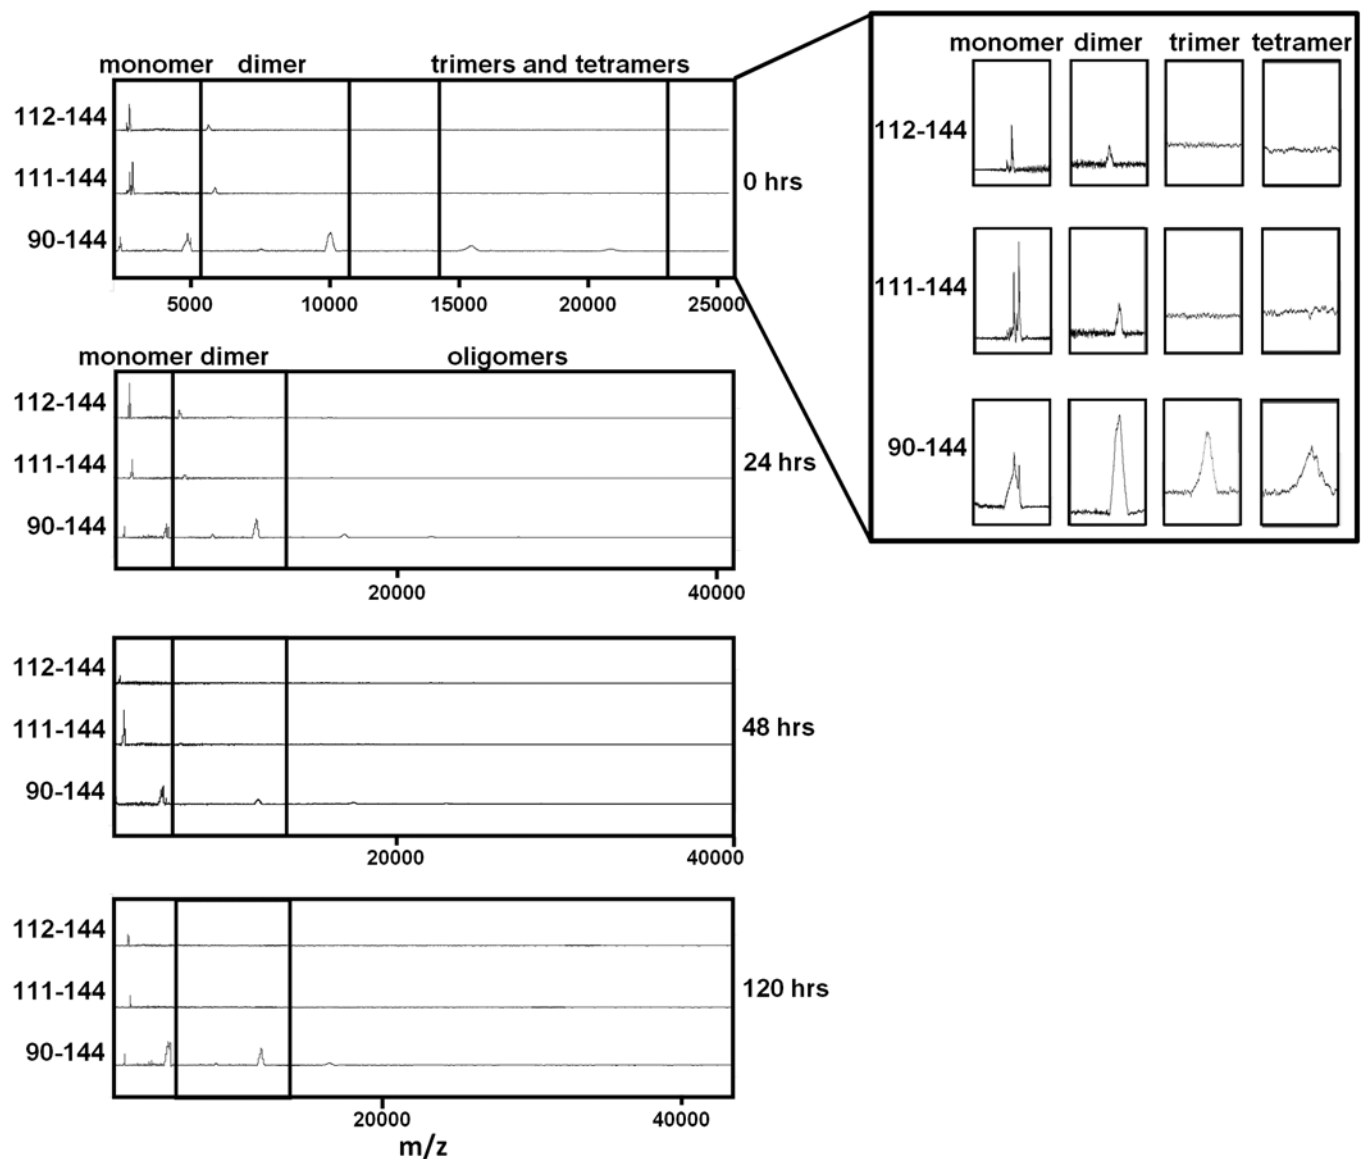 monomer dimer trimers and tetramers
112-144
111-144
90-144
0 hrs
5000 10000 15000 20000 25000
monomer dimer trimer tetramer
112-144
111-144
90-144
monomer dimer oligomers
112-144
111-144
90-144
24 hrs
20000 40000
112-144
111-144
90-144
48 hrs
20000 40000
112-144
111-144
90-144
120 hrs
20000 40000
m/z